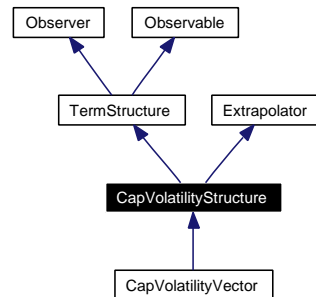 Observer
Observable
TermStructure
Extrapolator
CapVolatilityStructure
CapVolatilityVector